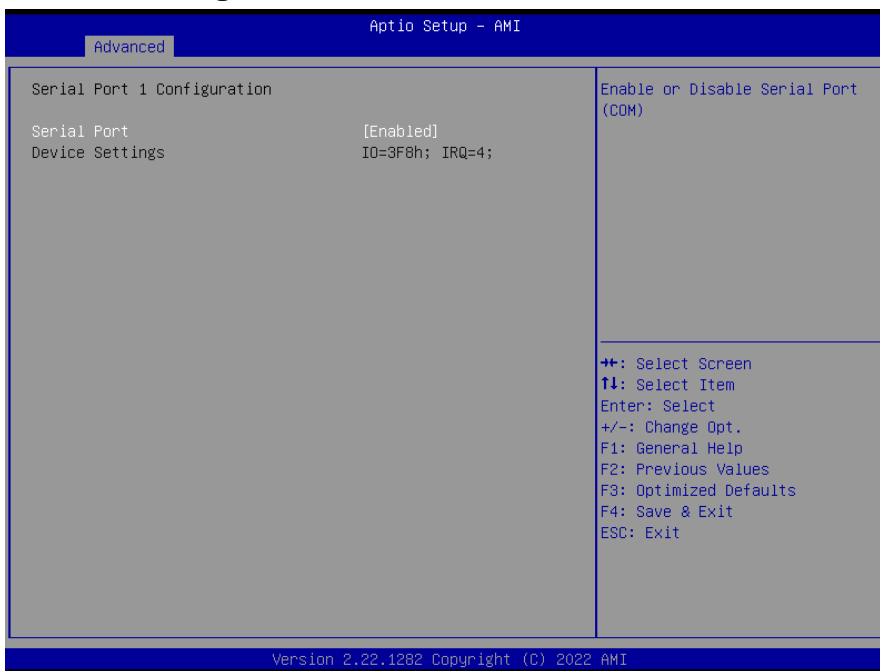 Aptio Setup – AMI
Advanced
Serial Port 1 Configuration
Serial Port [Enabled]
Device Settings IO=3F8h; IRQ=4;
Enable or Disable Serial Port
(COM)
→←: Select Screen
↑↓: Select Item
Enter: Select
+/-: Change Opt.
F1: General Help
F2: Previous Values
F3: Optimized Defaults
F4: Save & Exit
ESC: Exit
Version 2.22.1282 Copyright (C) 2022 AMI